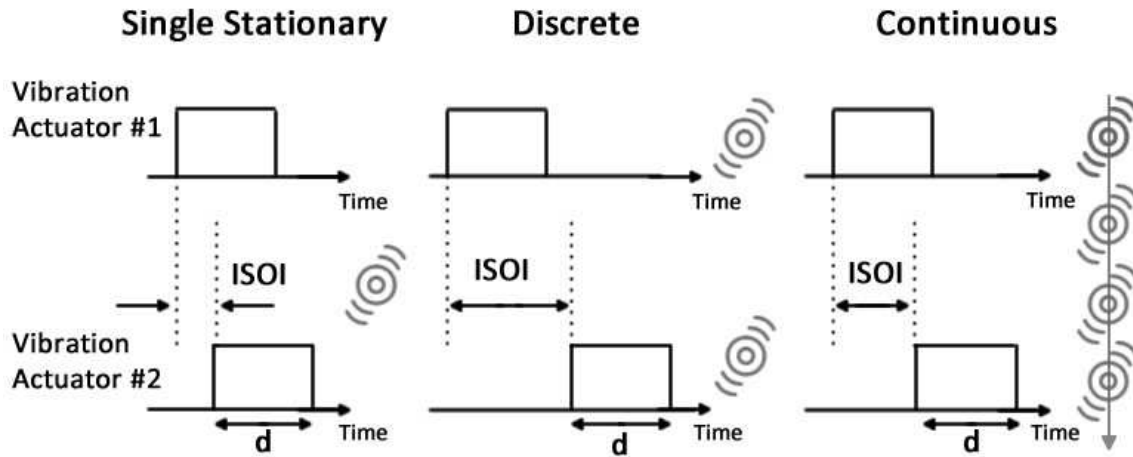 Single Stationary
Discrete
Continuous
Vibration
Actuator #1
Time
Time
Time
ISOI
ISOI
ISOI
Vibration
Actuator #2
d
Time
d
Time
d
Time